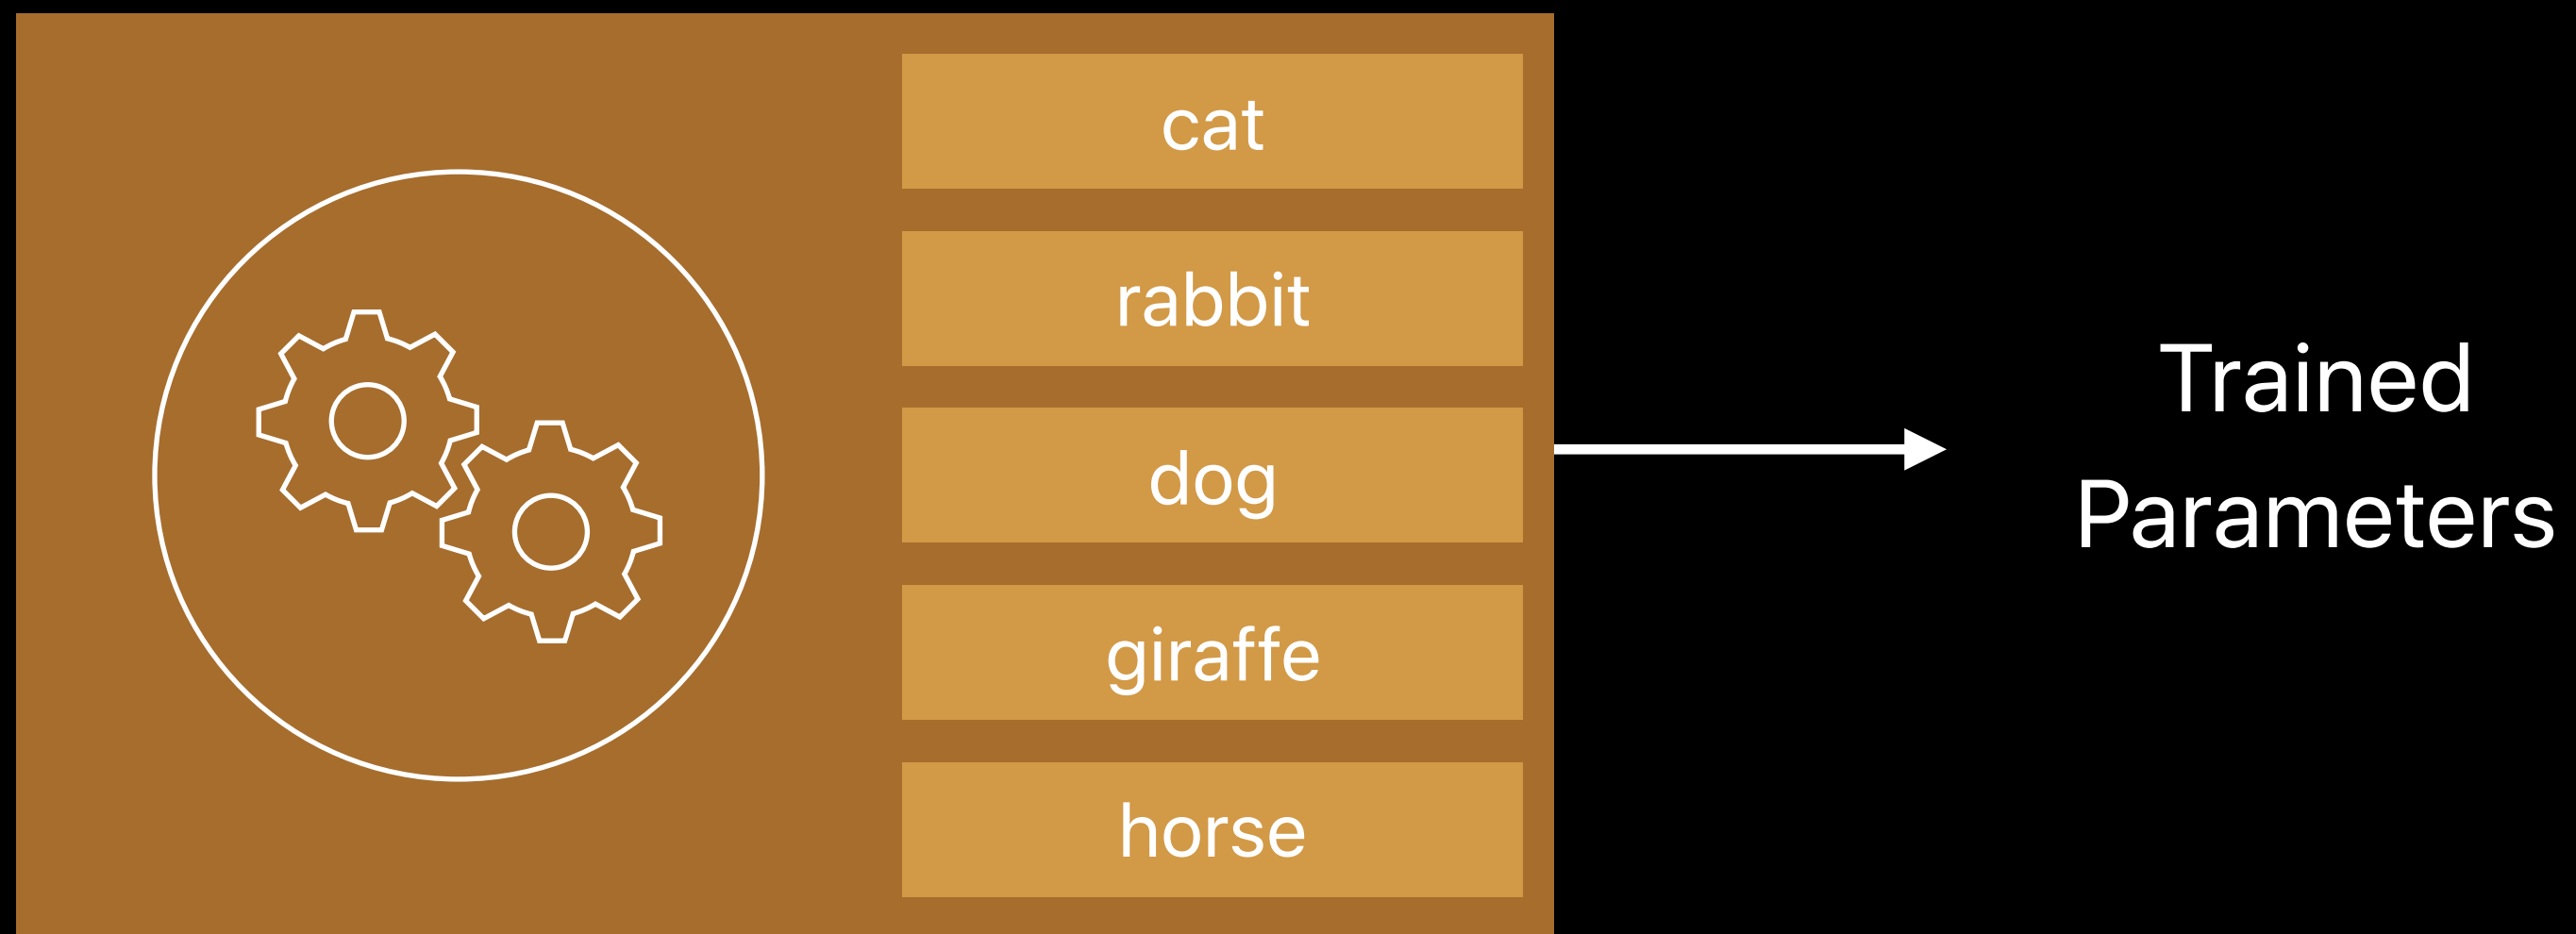 cat
rabbit
dog
giraffe
horse
Trained
Parameters